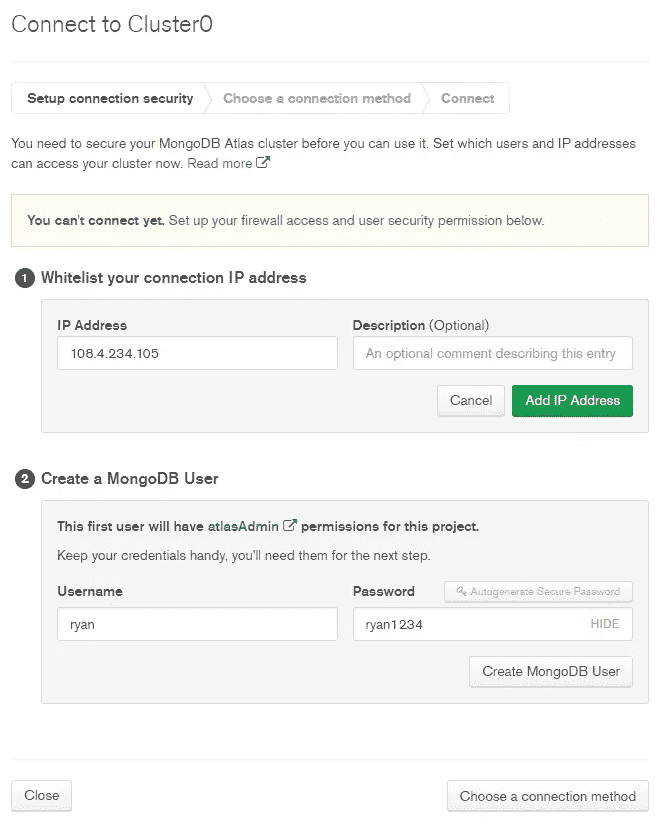 Connect to Cluster0
Setup connection security
Choose a connection method
Connect
You need to secure your MongoDB Atlas cluster before you can use it. Set which users and IP addresses
can access your cluster now. Read more
You can't connect yet. Set up your firewall access and user security permission below.
1 Whitelist your connection IP address
IP Address
Description (Optional)
108.4.234.105
An optional comment describing this entry
Cancel
Add IP Address
2 Create a MongoDB User
This first user will have atlasAdmin permissions for this project.
Keep your credentials handy, you'll need them for the next step.
Username
Password
Autogenerate Secure Password
ryan
ryan1234
HIDE
Create MongoDB User
Close
Choose a connection method